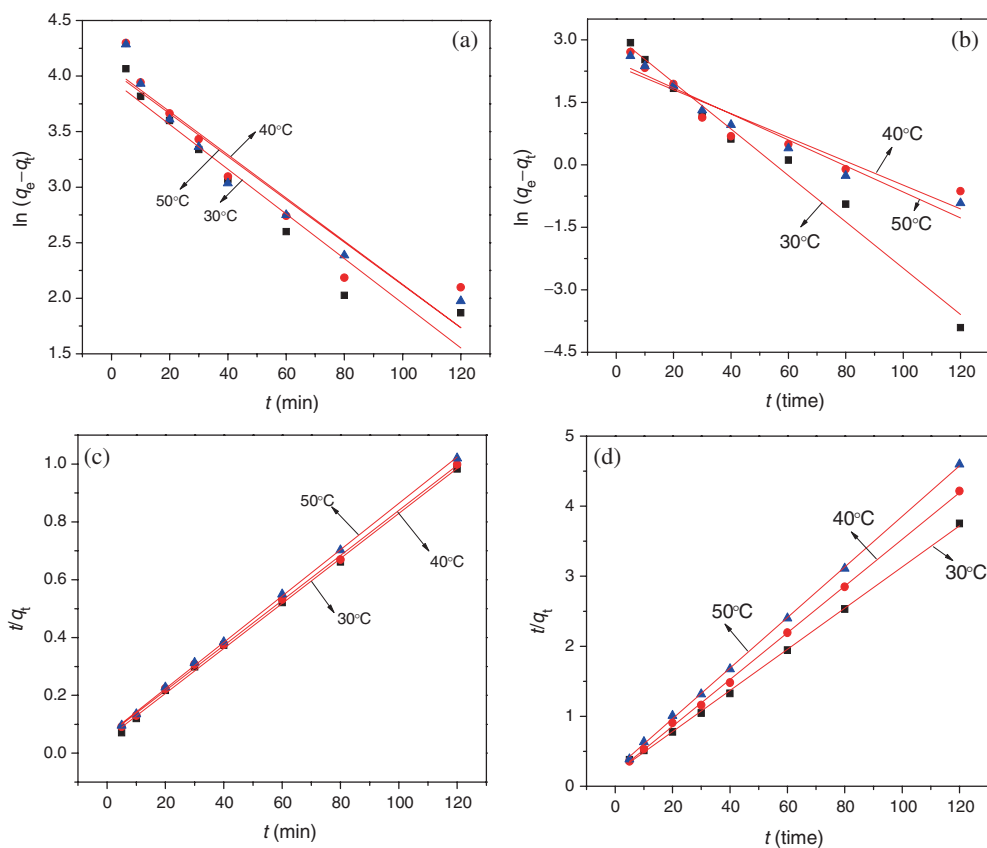 (a)
4.5
4.0
3.5
3.0
2.5
2.0
1.5
ln (qe−qt)
40°C
50°C
30°C
0 20 40 60 80 100 120
t (min)
(b)
3.0
1.5
0.0
−1.5
−3.0
−4.5
ln (qe−qt)
40°C
50°C
30°C
0 20 40 60 80 100 120
t (time)
(c)
1.0
0.8
0.6
0.4
0.2
0.0
t/qt
50°C
40°C
30°C
0 20 40 60 80 100 120
t (min)
(d)
5
4
3
2
1
0
t/qt
40°C
30°C
50°C
0 20 40 60 80 100 120
t (time)